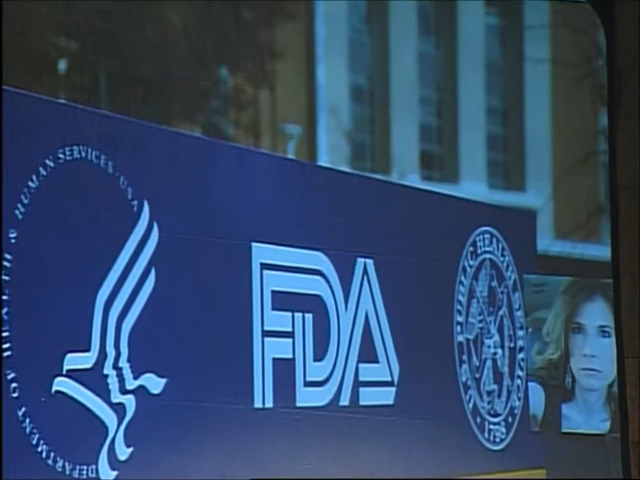 DEPARTMENT OF HEALTH & HUMAN SERVICES · USA
FDA
U.S. PUBLIC HEALTH SERVICE
1798